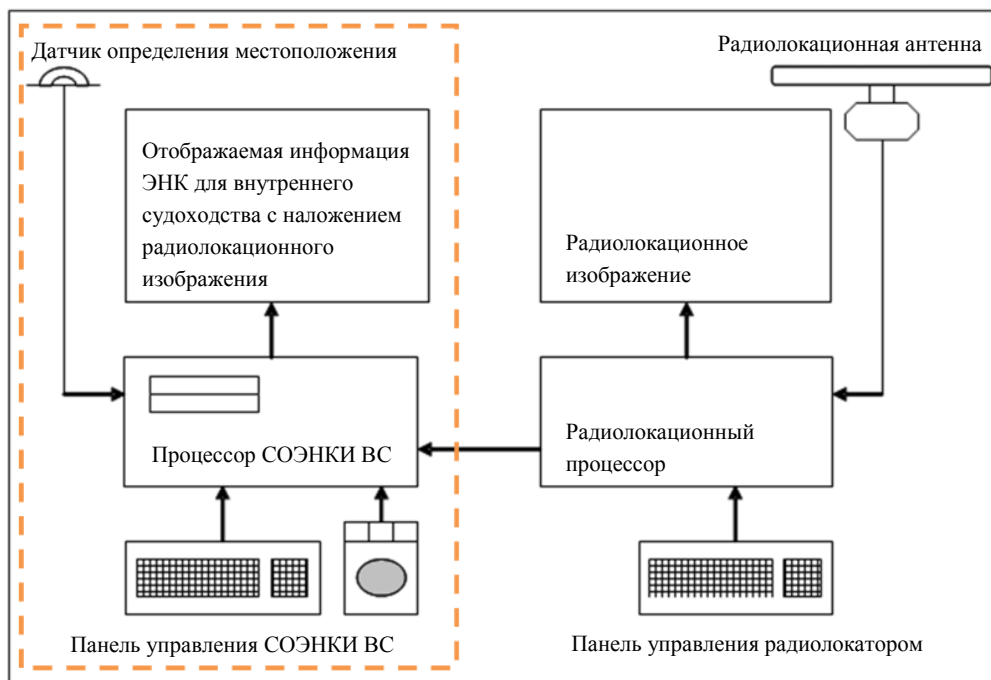 Датчик определения местоположения
Радиолокационная антенна
Отображаемая информация
ЭНК для внутреннего
судоходства с наложением
радиолокационного
изображения
Радиолокационное
изображение
Процессор СОЭНКИ ВС
Радиолокационный
процессор
Панель управления СОЭНКИ ВС
Панель управления радиолокатором